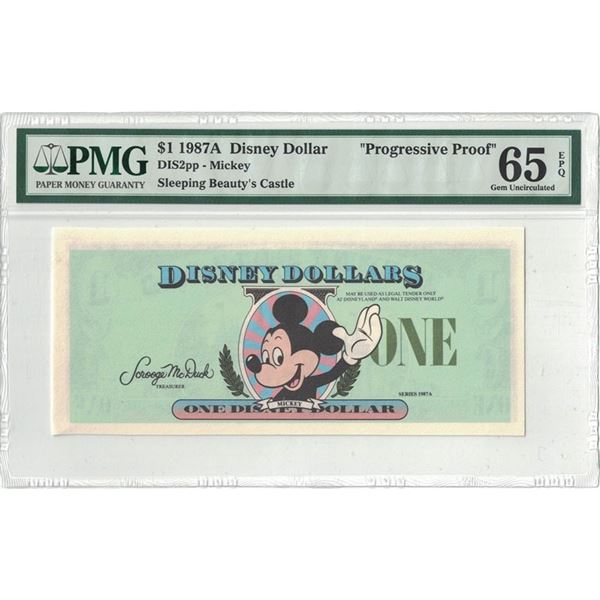 PMG
PAPER MONEY GUARANTY
$1 1987A Disney Dollar "Progressive Proof"
DIS2pp - Mickey
Sleeping Beauty's Castle
65 EPQ
Gem Uncirculated
DISNEY DOLLARS
MAY BE USED AS LEGAL TENDER ONLY
AT DISNEYLAND® AND WALT DISNEY WORLD®
ONE
Scrooge McDuck
TREASURER
SERIES 1987A
MICKEY
ONE DISNEY DOLLAR